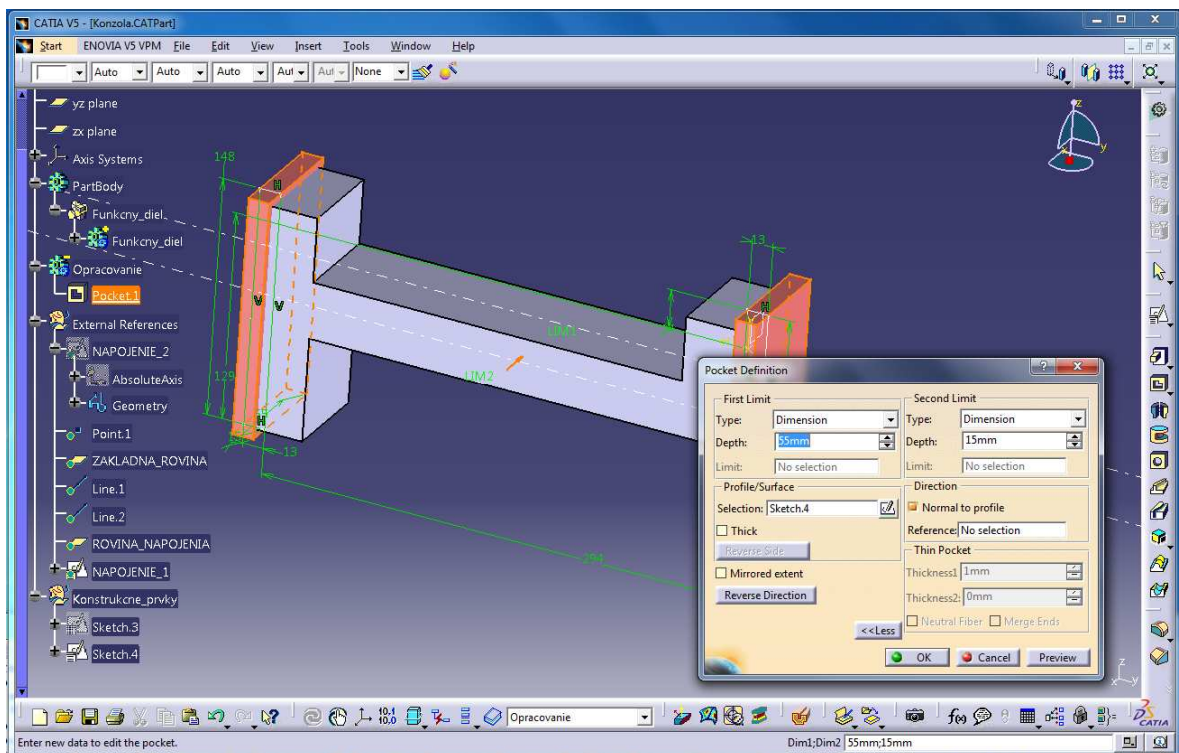 CATIA V5 - [Konzola.CATPart]
Start ENOVIA V5 VPM File Edit View Insert Tools Window Help
Auto Auto Auto Aut Aut None
yz plane
zx plane
Axis Systems
PartBody
Funkcny_diel
Funkcny_diel
Opracovanie
Pocket.1
External References
NAPOJENIE_2
AbsoluteAxis
Geometry
Point.1
ZAKLADNA_ROVINA
Line.1
Line.2
ROVINA_NAPOJENIA
NAPOJENIE_1
Konstrukcne_prvky
Sketch.3
Sketch.4
148
H
V V
129
H
13
LIM1
LIM2
13
H
294
z
y
x
Pocket Definition
First Limit
Type: Dimension
Depth: 55mm
Limit: No selection
Second Limit
Type: Dimension
Depth: 15mm
Limit: No selection
Profile/Surface
Selection: Sketch.4
Thick
Reverse Side
Mirrored extent
Reverse Direction
Direction
Normal to profile
Reference: No selection
Thin Pocket
Thickness1 1mm
Thickness2: 0mm
Neutral Fiber Merge Ends
<<Less
OK Cancel Preview
z
x y
10.1
10.0
Opracovanie
f(x)
CATIA
Enter new data to edit the pocket.
Dim1;Dim2 55mm;15mm